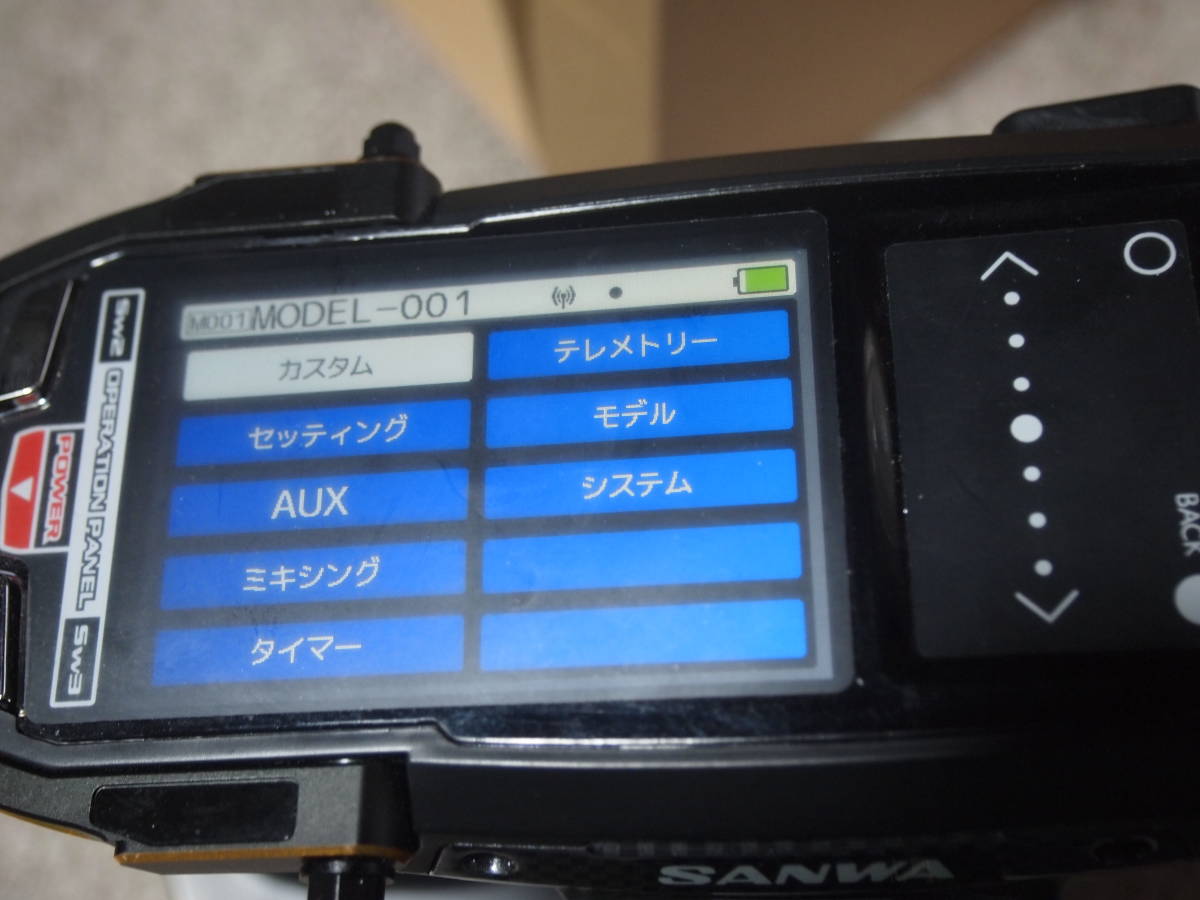 M001 MODEL-001
カスタム
セッティング
AUX
ミキシング
タイマー
テレメトリー
モデル
システム
SW2 OPERATION PANEL SW3
POWER
BACK
SANWA